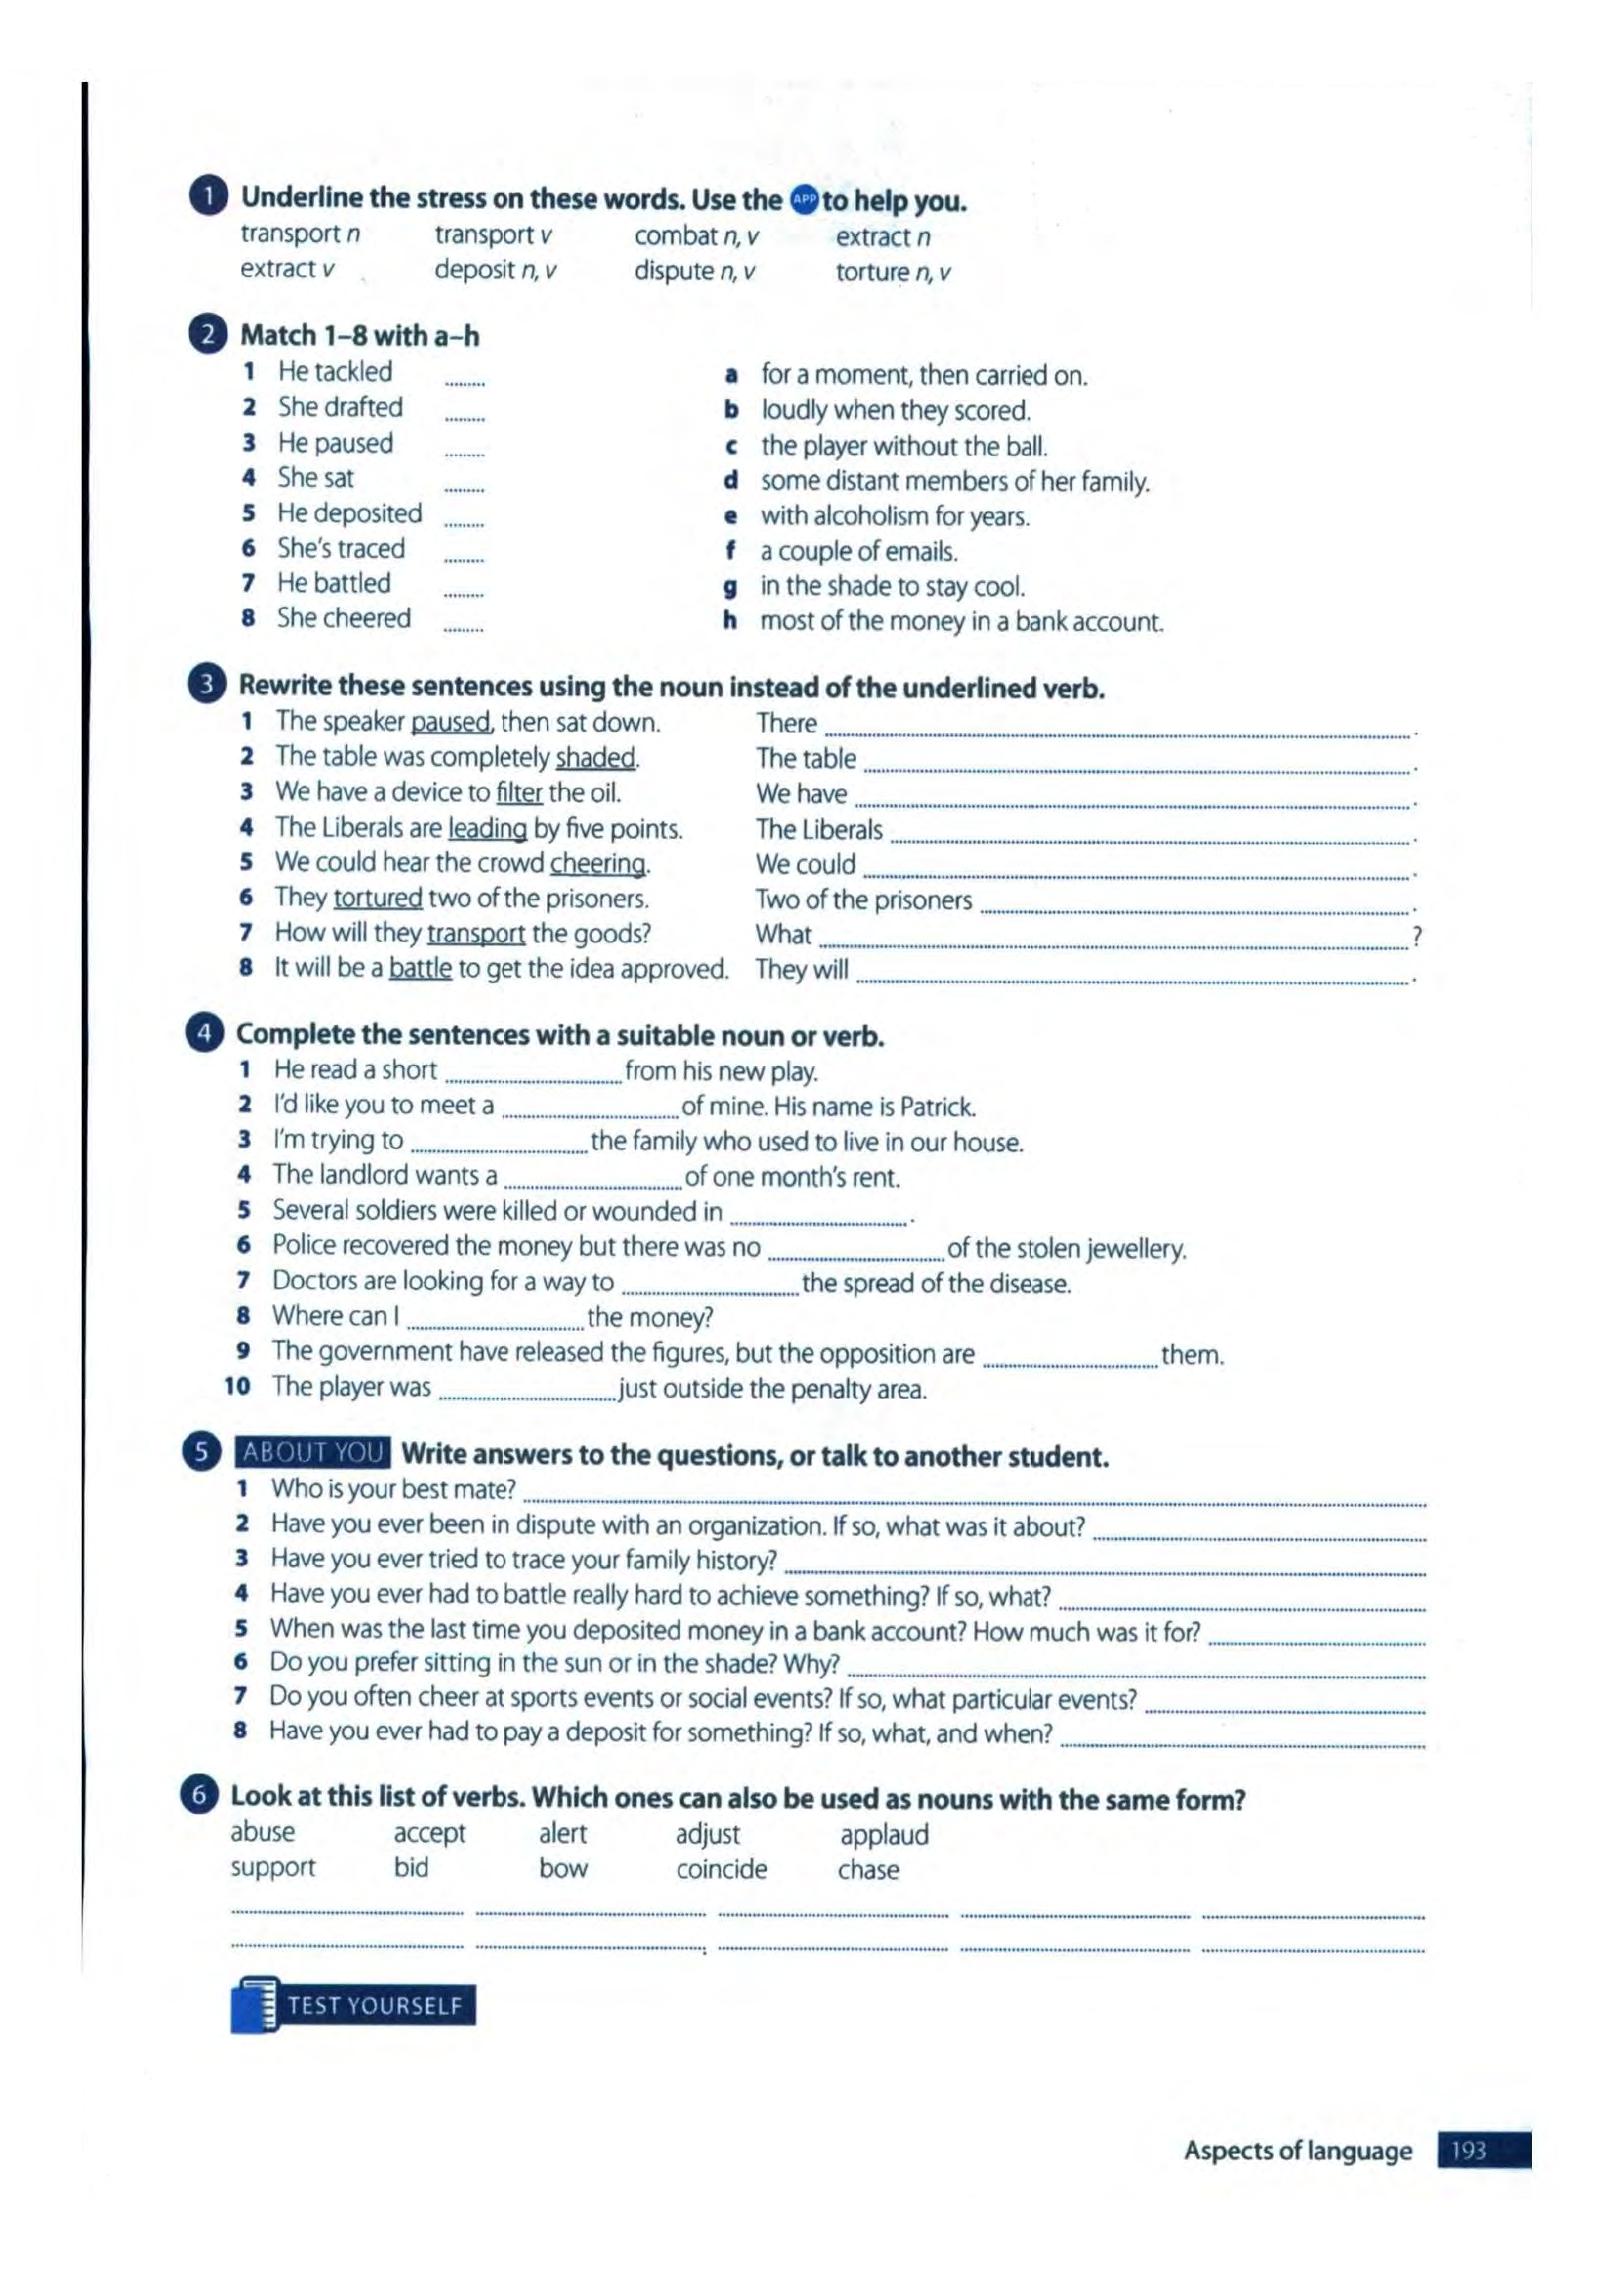 1 Underline the stress on these words. Use the APP to help you.
transport n transport v combat n, v extract n
extract v deposit n, v dispute n, v torture n, v
2 Match 1–8 with a–h
1 He tackled ......... a for a moment, then carried on.
2 She drafted ......... b loudly when they scored.
3 He paused ......... c the player without the ball.
4 She sat ......... d some distant members of her family.
5 He deposited ......... e with alcoholism for years.
6 She's traced ......... f a couple of emails.
7 He battled ......... g in the shade to stay cool.
8 She cheered ......... h most of the money in a bank account.
3 Rewrite these sentences using the noun instead of the underlined verb.
1 The speaker paused, then sat down. There ......... .
2 The table was completely shaded. The table ......... .
3 We have a device to filter the oil. We have ......... .
4 The Liberals are leading by five points. The Liberals ......... .
5 We could hear the crowd cheering. We could ......... .
6 They tortured two of the prisoners. Two of the prisoners ......... .
7 How will they transport the goods? What ......... ?
8 It will be a battle to get the idea approved. They will ......... .
4 Complete the sentences with a suitable noun or verb.
1 He read a short ......... from his new play.
2 I'd like you to meet a ......... of mine. His name is Patrick.
3 I'm trying to ......... the family who used to live in our house.
4 The landlord wants a ......... of one month's rent.
5 Several soldiers were killed or wounded in ......... .
6 Police recovered the money but there was no ......... of the stolen jewellery.
7 Doctors are looking for a way to ......... the spread of the disease.
8 Where can I ......... the money?
9 The government have released the figures, but the opposition are ......... them.
10 The player was ......... just outside the penalty area.
5 ABOUT YOU Write answers to the questions, or talk to another student.
1 Who is your best mate? .........
2 Have you ever been in dispute with an organization. If so, what was it about? .........
3 Have you ever tried to trace your family history? .........
4 Have you ever had to battle really hard to achieve something? If so, what? .........
5 When was the last time you deposited money in a bank account? How much was it for? .........
6 Do you prefer sitting in the sun or in the shade? Why? .........
7 Do you often cheer at sports events or social events? If so, what particular events? .........
8 Have you ever had to pay a deposit for something? If so, what, and when? .........
6 Look at this list of verbs. Which ones can also be used as nouns with the same form?
abuse accept alert adjust applaud
support bid bow coincide chase
TEST YOURSELF
Aspects of language 193